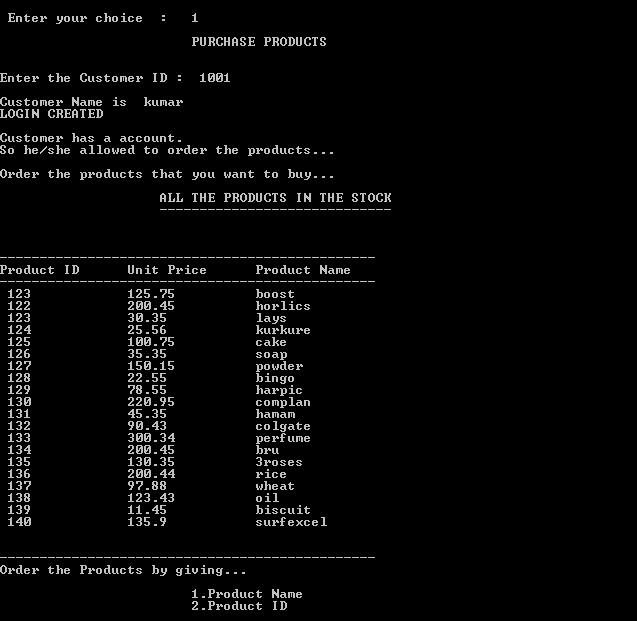 Enter your choice : 1
PURCHASE PRODUCTS
Enter the Customer ID : 1001
Customer Name is kumar
LOGIN CREATED
Customer has a account.
So he/she allowed to order the products...
Order the products that you want to buy...
ALL THE PRODUCTS IN THE STOCK
Product ID Unit Price Product Name
123 125.75 boost
122 200.45 horlics
123 30.35 lays
124 25.56 kurkure
125 100.75 cake
126 35.35 soap
127 150.15 powder
128 22.55 bingo
129 78.55 harpic
130 220.95 complan
131 45.35 hamam
132 90.43 colgate
133 300.34 perfume
134 200.45 bru
135 130.35 3roses
136 200.44 rice
137 97.88 wheat
138 123.43 oil
139 11.45 biscuit
140 135.9 surfexcel
Order the Products by giving...
1.Product Name
2.Product ID